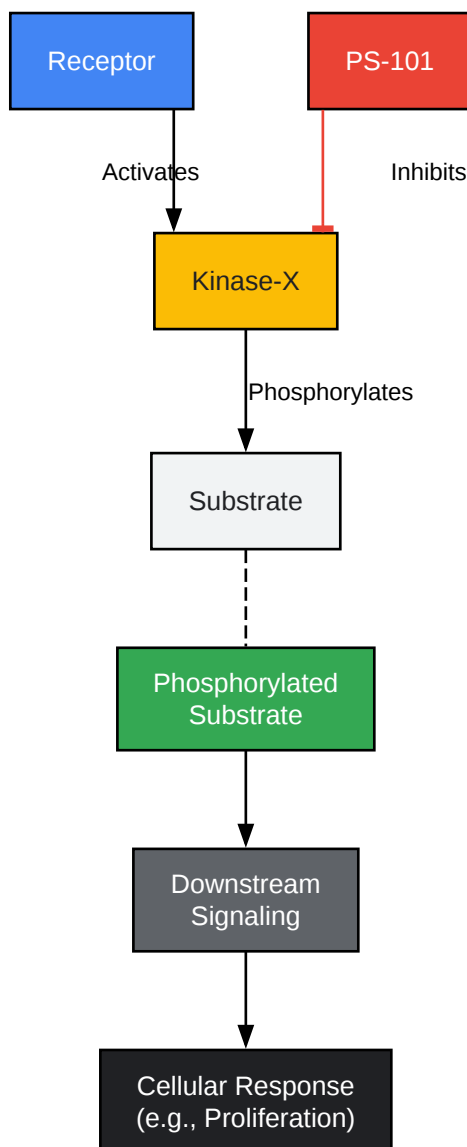 Receptor
PS-101
Activates
Inhibits
Kinase-X
Phosphorylates
Substrate
Phosphorylated
Substrate
Downstream
Signaling
Cellular Response
(e.g., Proliferation)